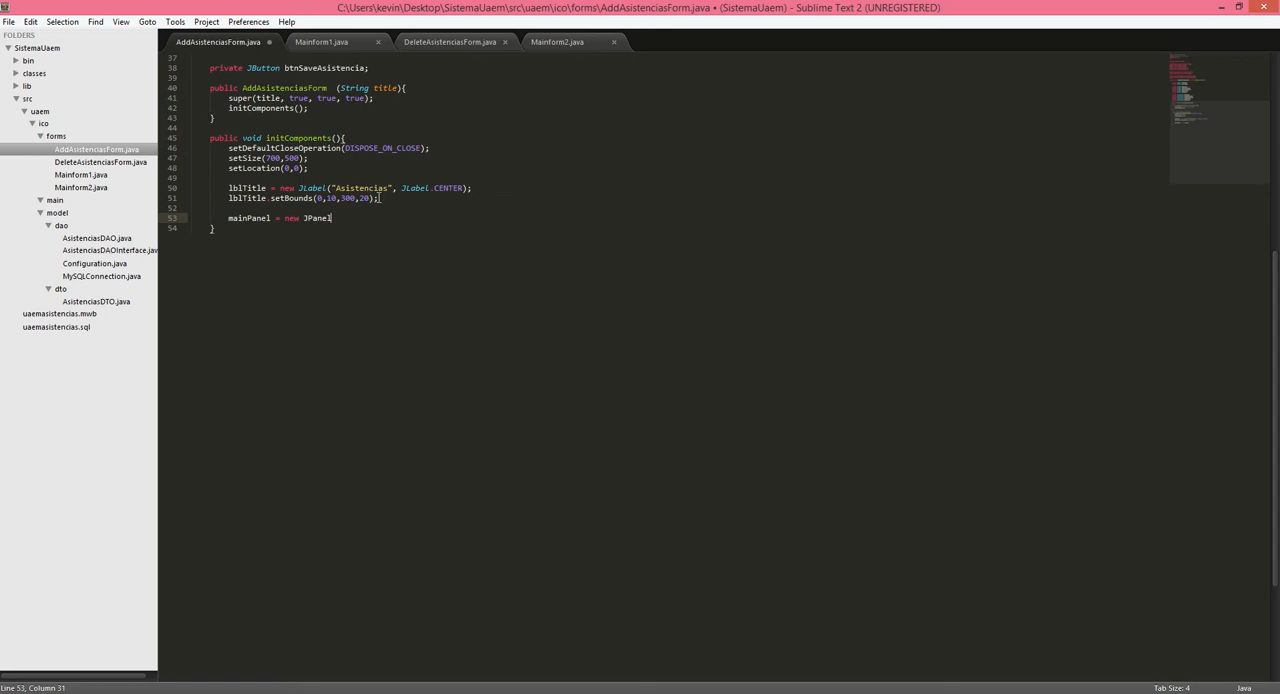 C:\Users\kevin\Desktop\SistemaUaem\src\uaem\ico\forms\AddAsistenciasForm.java • (SistemaUaem) - Sublime Text 2 (UNREGISTERED)
File Edit Selection Find View Goto Tools Project Preferences Help
FOLDERS
SistemaUaem
bin
classes
lib
src
uaem
ico
forms
AddAsistenciasForm.java
DeleteAsistenciasForm.java
Mainform1.java
Mainform2.java
main
model
dao
AsistenciasDAO.java
AsistenciasDAOInterface.jav
Configuration.java
MySQLConnection.java
dto
AsistenciasDTO.java
uaemasistencias.mwb
uaemasistencias.sql
AddAsistenciasForm.java Mainform1.java DeleteAsistenciasForm.java Mainform2.java
37
38 private JButton btnSaveAsistencia;
39
40 public AddAsistenciasForm  (String title){
41 super(title, true, true, true);
42 initComponents();
43 }
44
45 public void initComponents(){
46 setDefaultCloseOperation(DISPOSE_ON_CLOSE);
47 setSize(700,500);
48 setLocation(0,0);
49
50 lblTitle = new JLabel("Asistencias", JLabel.CENTER);
51 lblTitle.setBounds(0,10,300,20);
52
53 mainPanel = new JPanel
54 }
Line 53, Column 31 Tab Size: 4 Java